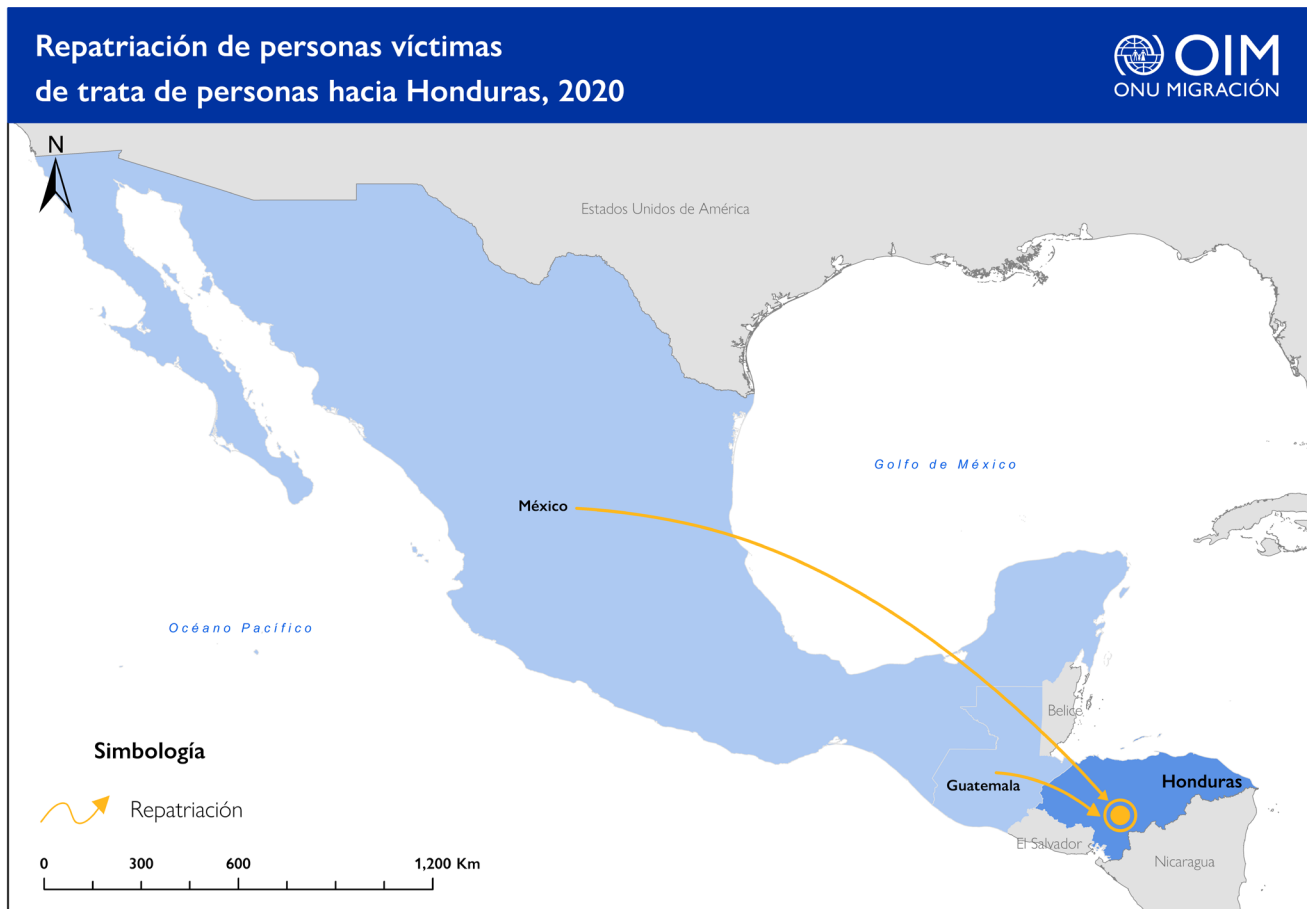 Repatriación de personas víctimas
de trata de personas hacia Honduras, 2020
OIM
ONU MIGRACIÓN
N
Estados Unidos de América
Golfo de México
México
Océano Pacífico
Belice
Simbología
Honduras
Guatemala
Repatriación
El Salvador
Nicaragua
0 300 600 1,200 Km